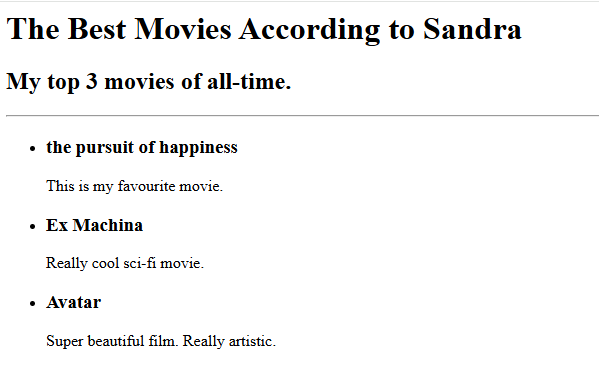 The Best Movies According to Sandra
My top 3 movies of all-time.
the pursuit of happiness
This is my favourite movie.
Ex Machina
Really cool sci-fi movie.
Avatar
Super beautiful film. Really artistic.